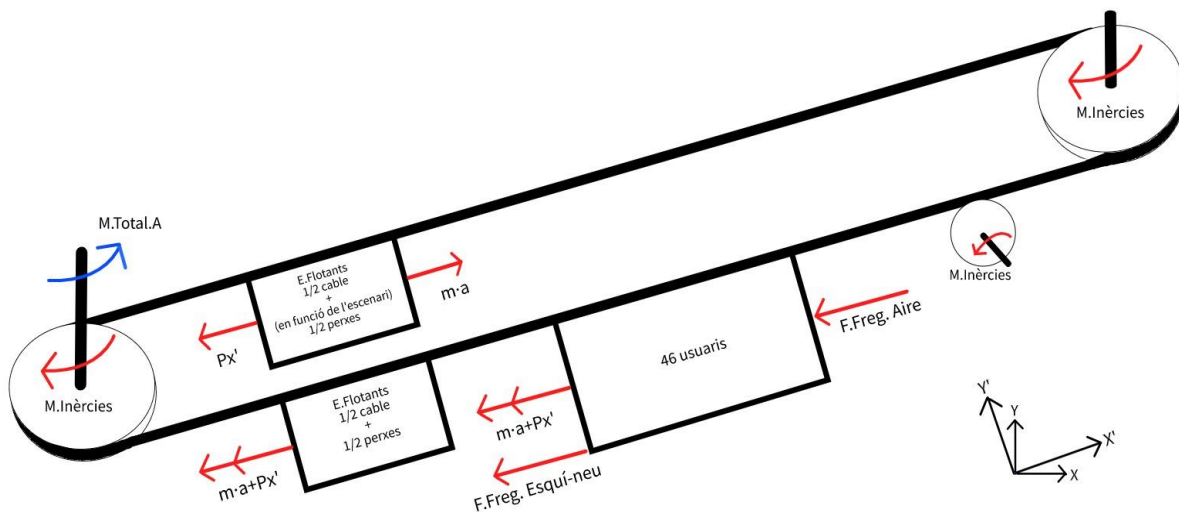 M.Inèrcies
M.Total.A
E.Flotants
1/2 cable
+
(en funció de l'escenari)
1/2 perxes
m·a
Px'
M.Inèrcies
M.Inèrcies
F.Freg. Aire
46 usuaris
E.Flotants
1/2 cable
+
1/2 perxes
m·a+Px'
m·a+Px'
F.Freg. Esquí-neu
M.Inèrcies
Y'
Y
X'
X